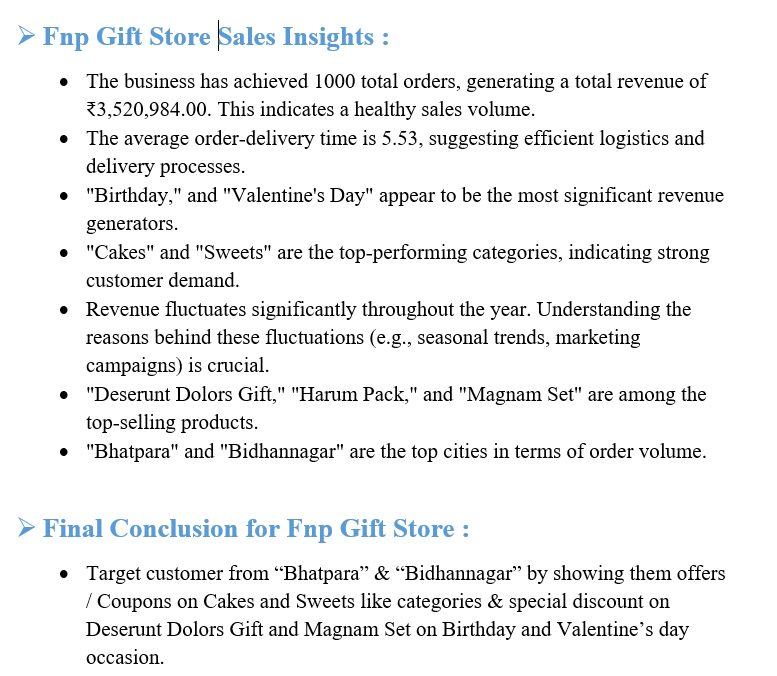 ➢ Fnp Gift Store Sales Insights :
• The business has achieved 1000 total orders, generating a total revenue of
₹3,520,984.00. This indicates a healthy sales volume.
• The average order-delivery time is 5.53, suggesting efficient logistics and
delivery processes.
• "Birthday," and "Valentine's Day" appear to be the most significant revenue
generators.
• "Cakes" and "Sweets" are the top-performing categories, indicating strong
customer demand.
• Revenue fluctuates significantly throughout the year. Understanding the
reasons behind these fluctuations (e.g., seasonal trends, marketing
campaigns) is crucial.
• "Deserunt Dolors Gift," "Harum Pack," and "Magnam Set" are among the
top-selling products.
• "Bhatpara" and "Bidhannagar" are the top cities in terms of order volume.
➢ Final Conclusion for Fnp Gift Store :
• Target customer from “Bhatpara” & “Bidhannagar” by showing them offers
/ Coupons on Cakes and Sweets like categories & special discount on
Deserunt Dolors Gift and Magnam Set on Birthday and Valentine’s day
occasion.